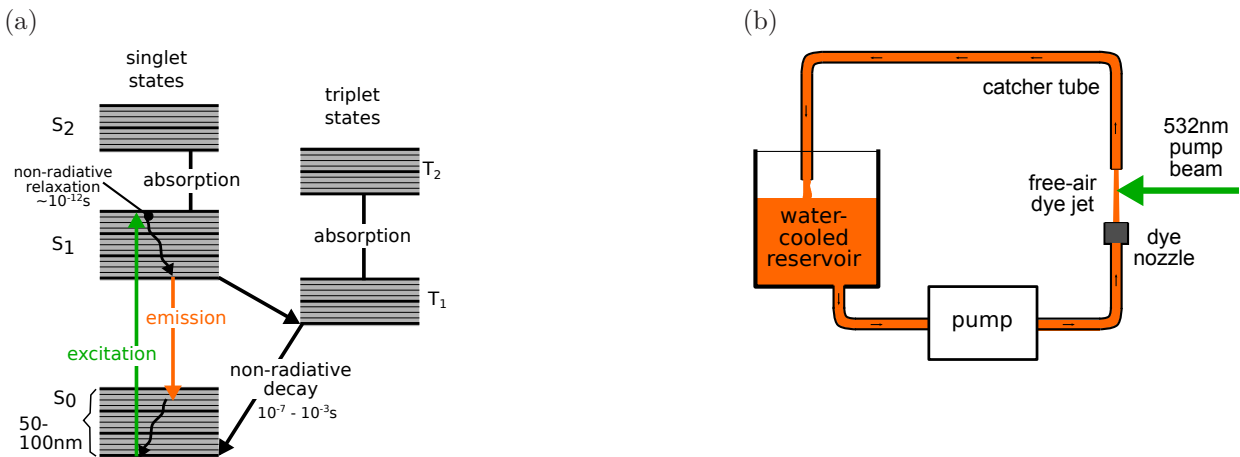 (a)
singlet
states
S2
triplet
states
T2
non-radiative
relaxation
~10-12s
absorption
S1
absorption
T1
emission
excitation
non-radiative
decay
10-7 - 10-3s
S0
50-
100nm
(b)
catcher tube
532nm
pump
beam
free-air
dye jet
water-
cooled
reservoir
dye
nozzle
pump